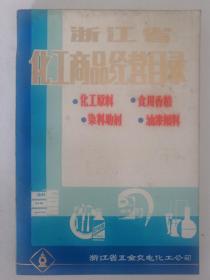 浙江省
化工商品经营目录
•化工原料 •食用香精
•染料助剂 •油漆颜料
浙江省五金交电化工公司